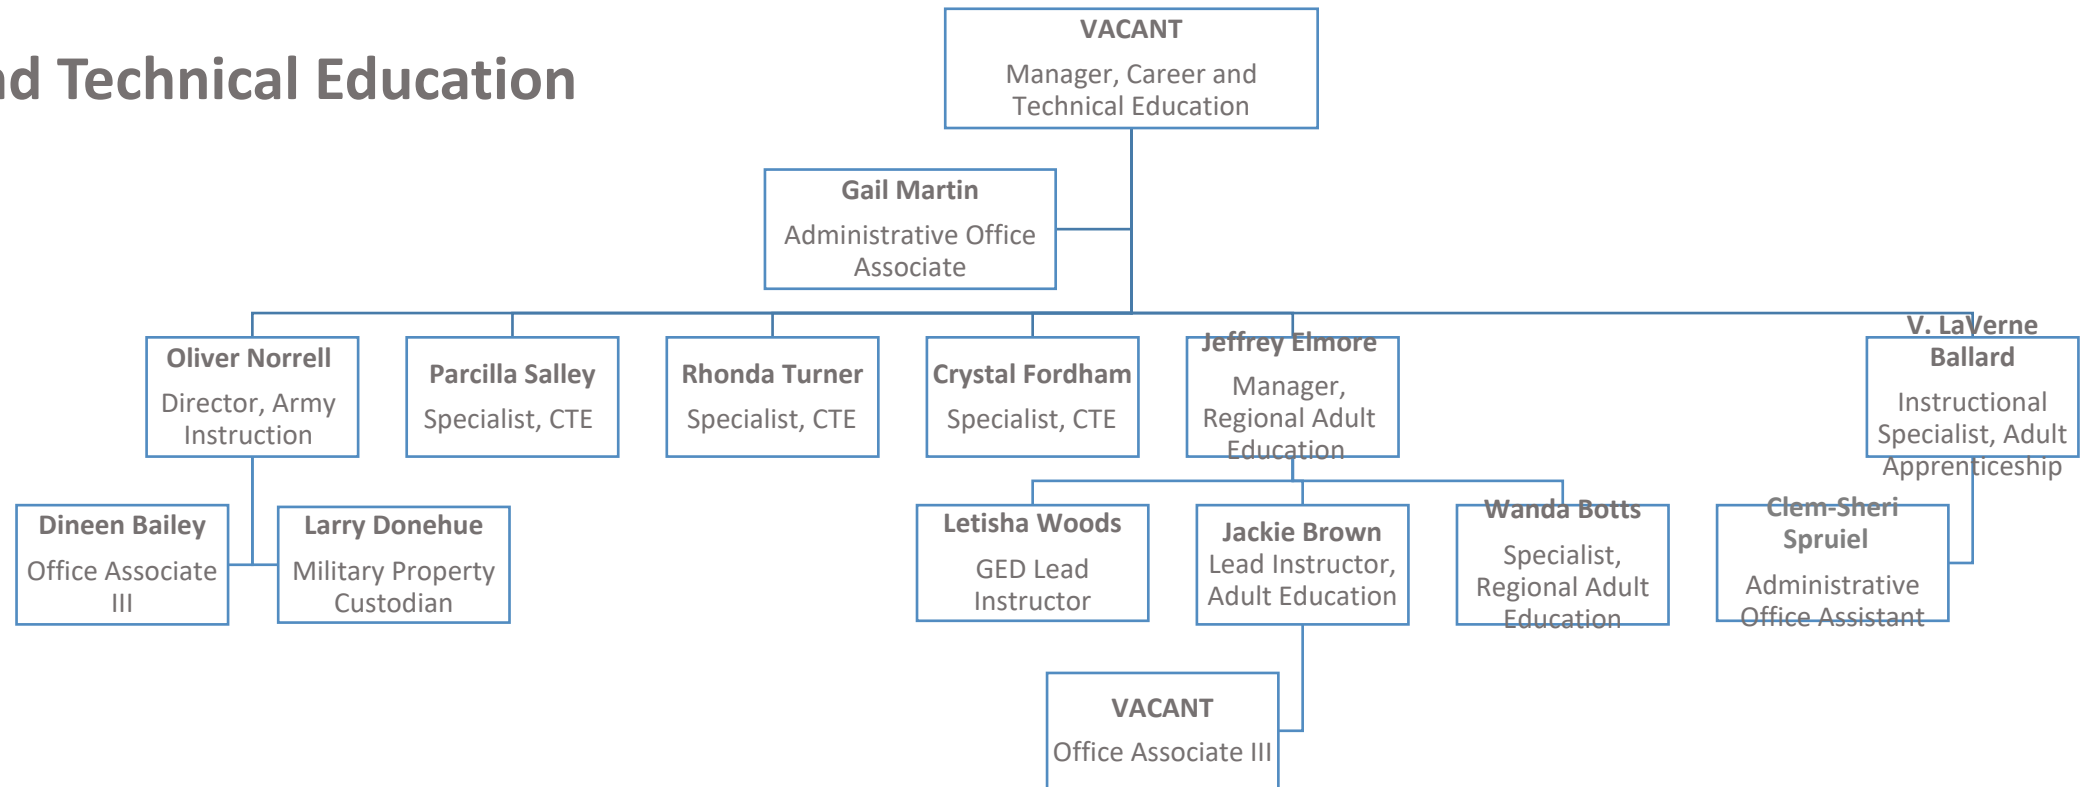 VACANT
Manager, Career and
Technical Education
nd Technical Education
Gail Martin
Administrative Office
Associate
Oliver Norrell
Director, Army
Instruction
Parcilla Salley
Specialist, CTE
Rhonda Turner
Specialist, CTE
Crystal Fordham
Specialist, CTE
Jeffrey Elmore
Manager,
Regional Adult
Education
V. LaVerne
Ballard
Instructional
Specialist, Adult
Apprenticeship
Dineen Bailey
Office Associate
III
Larry Donehue
Military Property
Custodian
Letisha Woods
GED Lead
Instructor
Jackie Brown
Lead Instructor,
Adult Education
Wanda Botts
Specialist,
Regional Adult
Education
Clem-Sheri
Spruiel
Administrative
Office Assistant
VACANT
Office Associate III